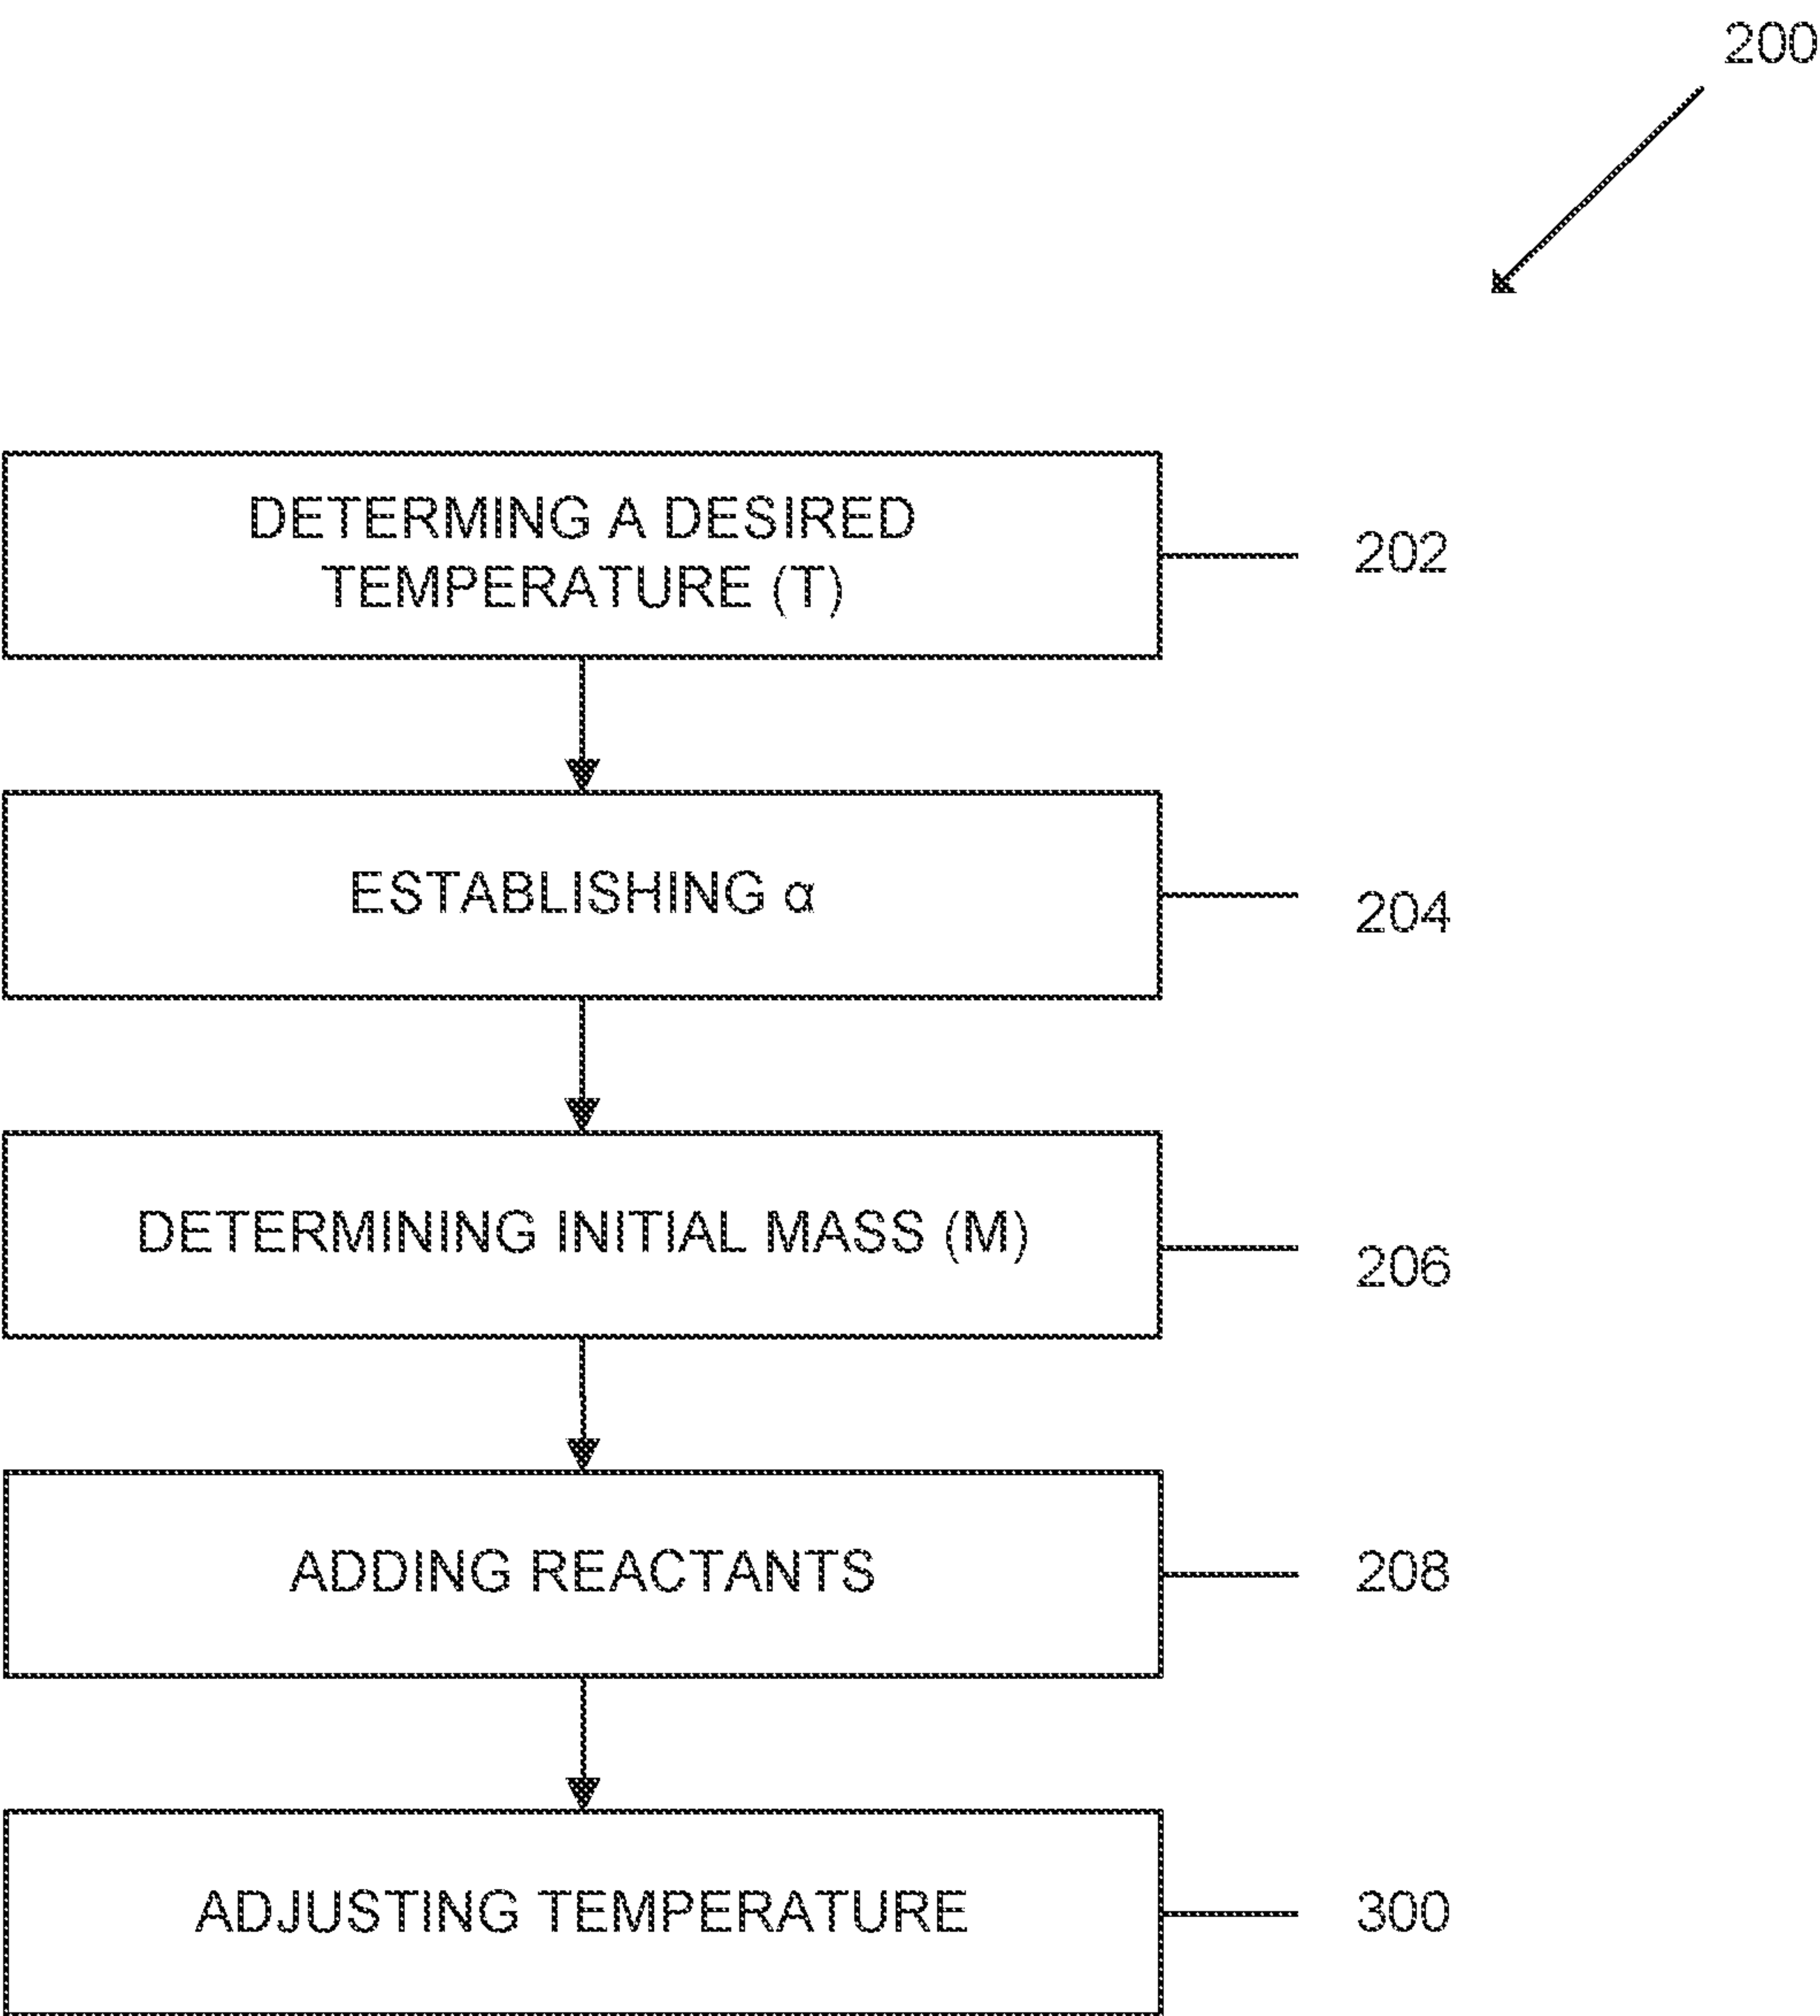 200
DETERMING A DESIRED
TEMPERATURE (T)
202
ESTABLISHING α
204
DETERMINING INITIAL MASS (M)
206
ADDING REACTANTS
208
ADJUSTING TEMPERATURE
300